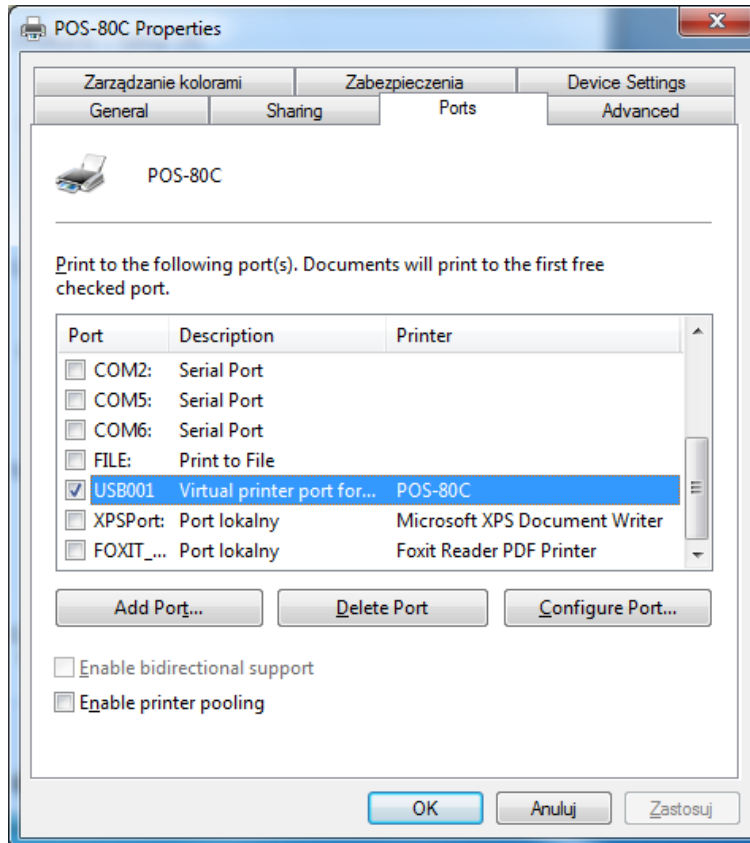 POS-80C Properties
Zarządzanie kolorami Zabezpieczenia Device Settings
General Sharing Ports Advanced
POS-80C
Print to the following port(s). Documents will print to the first free
checked port.
Port Description Printer
COM2: Serial Port
COM5: Serial Port
COM6: Serial Port
FILE: Print to File
USB001 Virtual printer port for... POS-80C
XPSPort: Port lokalny Microsoft XPS Document Writer
FOXIT_... Port lokalny Foxit Reader PDF Printer
Add Port... Delete Port Configure Port...
Enable bidirectional support
Enable printer pooling
OK Anuluj Zastosuj